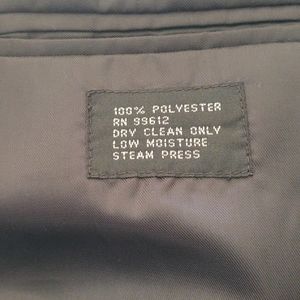 100% POLYESTER
RN 99612
DRY CLEAN ONLY
LOW MOISTURE
STEAM PRESS